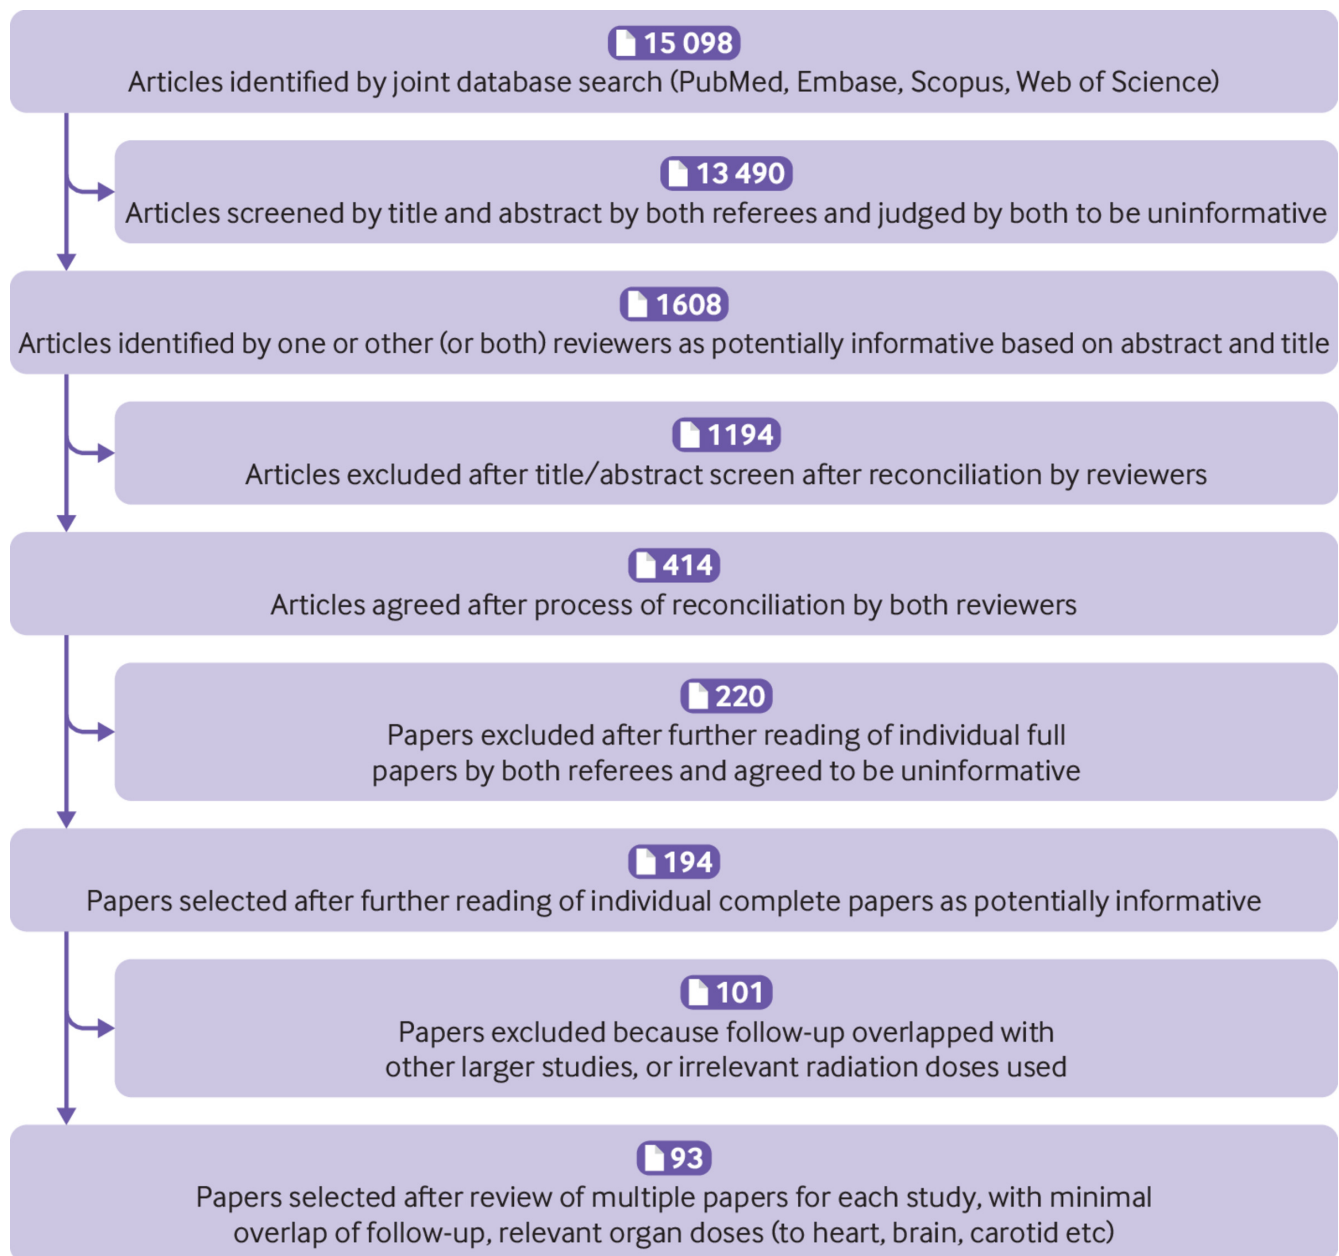 15 098
Articles identified by joint database search (PubMed, Embase, Scopus, Web of Science)
13 490
Articles screened by title and abstract by both referees and judged by both to be uninformative
1608
Articles identified by one or other (or both) reviewers as potentially informative based on abstract and title
1194
Articles excluded after title/abstract screen after reconciliation by reviewers
414
Articles agreed after process of reconciliation by both reviewers
220
Papers excluded after further reading of individual full
papers by both referees and agreed to be uninformative
194
Papers selected after further reading of individual complete papers as potentially informative
101
Papers excluded because follow-up overlapped with
other larger studies, or irrelevant radiation doses used
93
Papers selected after review of multiple papers for each study, with minimal
overlap of follow-up, relevant organ doses (to heart, brain, carotid etc)